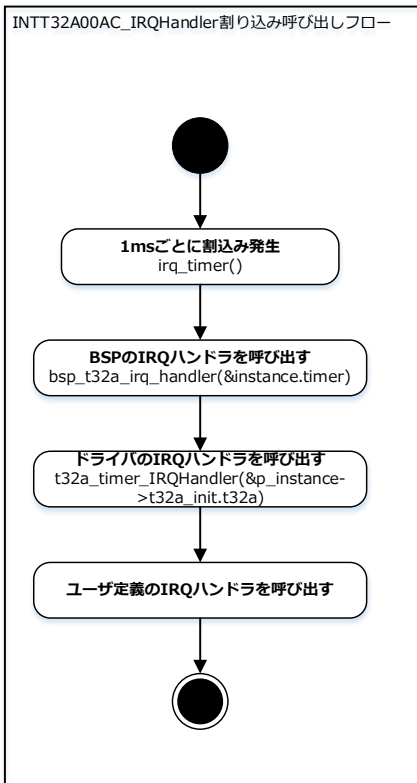 INTT32A00AC_IRQHandler割り込み呼び出しフロー
1msごとに割込み発生
irq_timer()
BSPのIRQハンドラを呼び出す
bsp_t32a_irq_handler(&instance.timer)
ドライバのIRQハンドラを呼び出す
t32a_timer_IRQHandler(&p_instance-
>t32a_init.t32a)
ユーザ定義のIRQハンドラを呼び出す